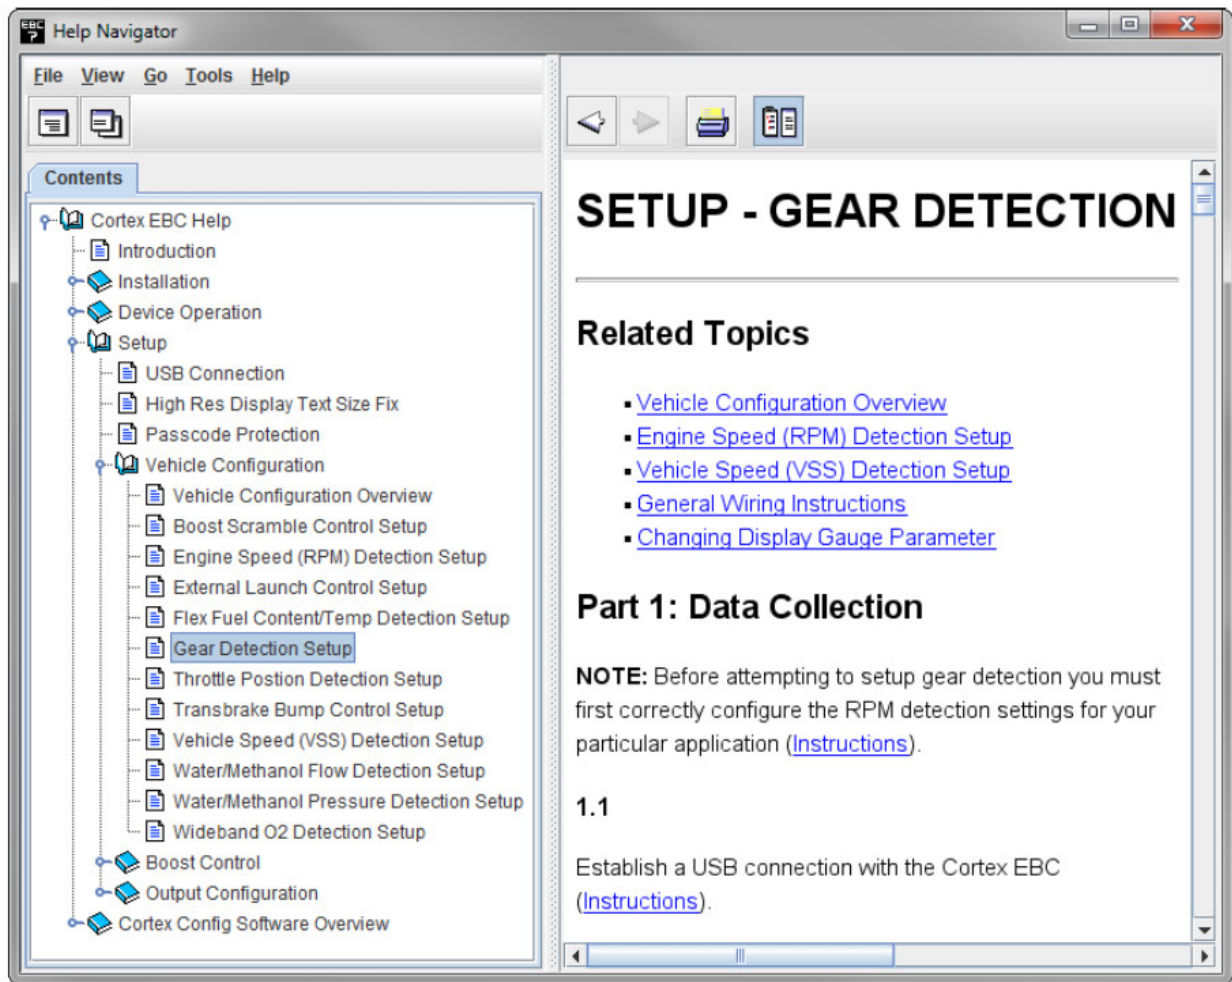 EBC
?
Help Navigator
File View Go Tools Help
Contents
Cortex EBC Help
Introduction
Installation
Device Operation
Setup
USB Connection
High Res Display Text Size Fix
Passcode Protection
Vehicle Configuration
Vehicle Configuration Overview
Boost Scramble Control Setup
Engine Speed (RPM) Detection Setup
External Launch Control Setup
Flex Fuel Content/Temp Detection Setup
Gear Detection Setup
Throttle Postion Detection Setup
Transbrake Bump Control Setup
Vehicle Speed (VSS) Detection Setup
Water/Methanol Flow Detection Setup
Water/Methanol Pressure Detection Setup
Wideband O2 Detection Setup
Boost Control
Output Configuration
Cortex Config Software Overview
SETUP - GEAR DETECTION
Related Topics
Vehicle Configuration Overview
Engine Speed (RPM) Detection Setup
Vehicle Speed (VSS) Detection Setup
General Wiring Instructions
Changing Display Gauge Parameter
Part 1: Data Collection
NOTE: Before attempting to setup gear detection you must
first correctly configure the RPM detection settings for your
particular application (Instructions).
1.1
Establish a USB connection with the Cortex EBC
(Instructions).